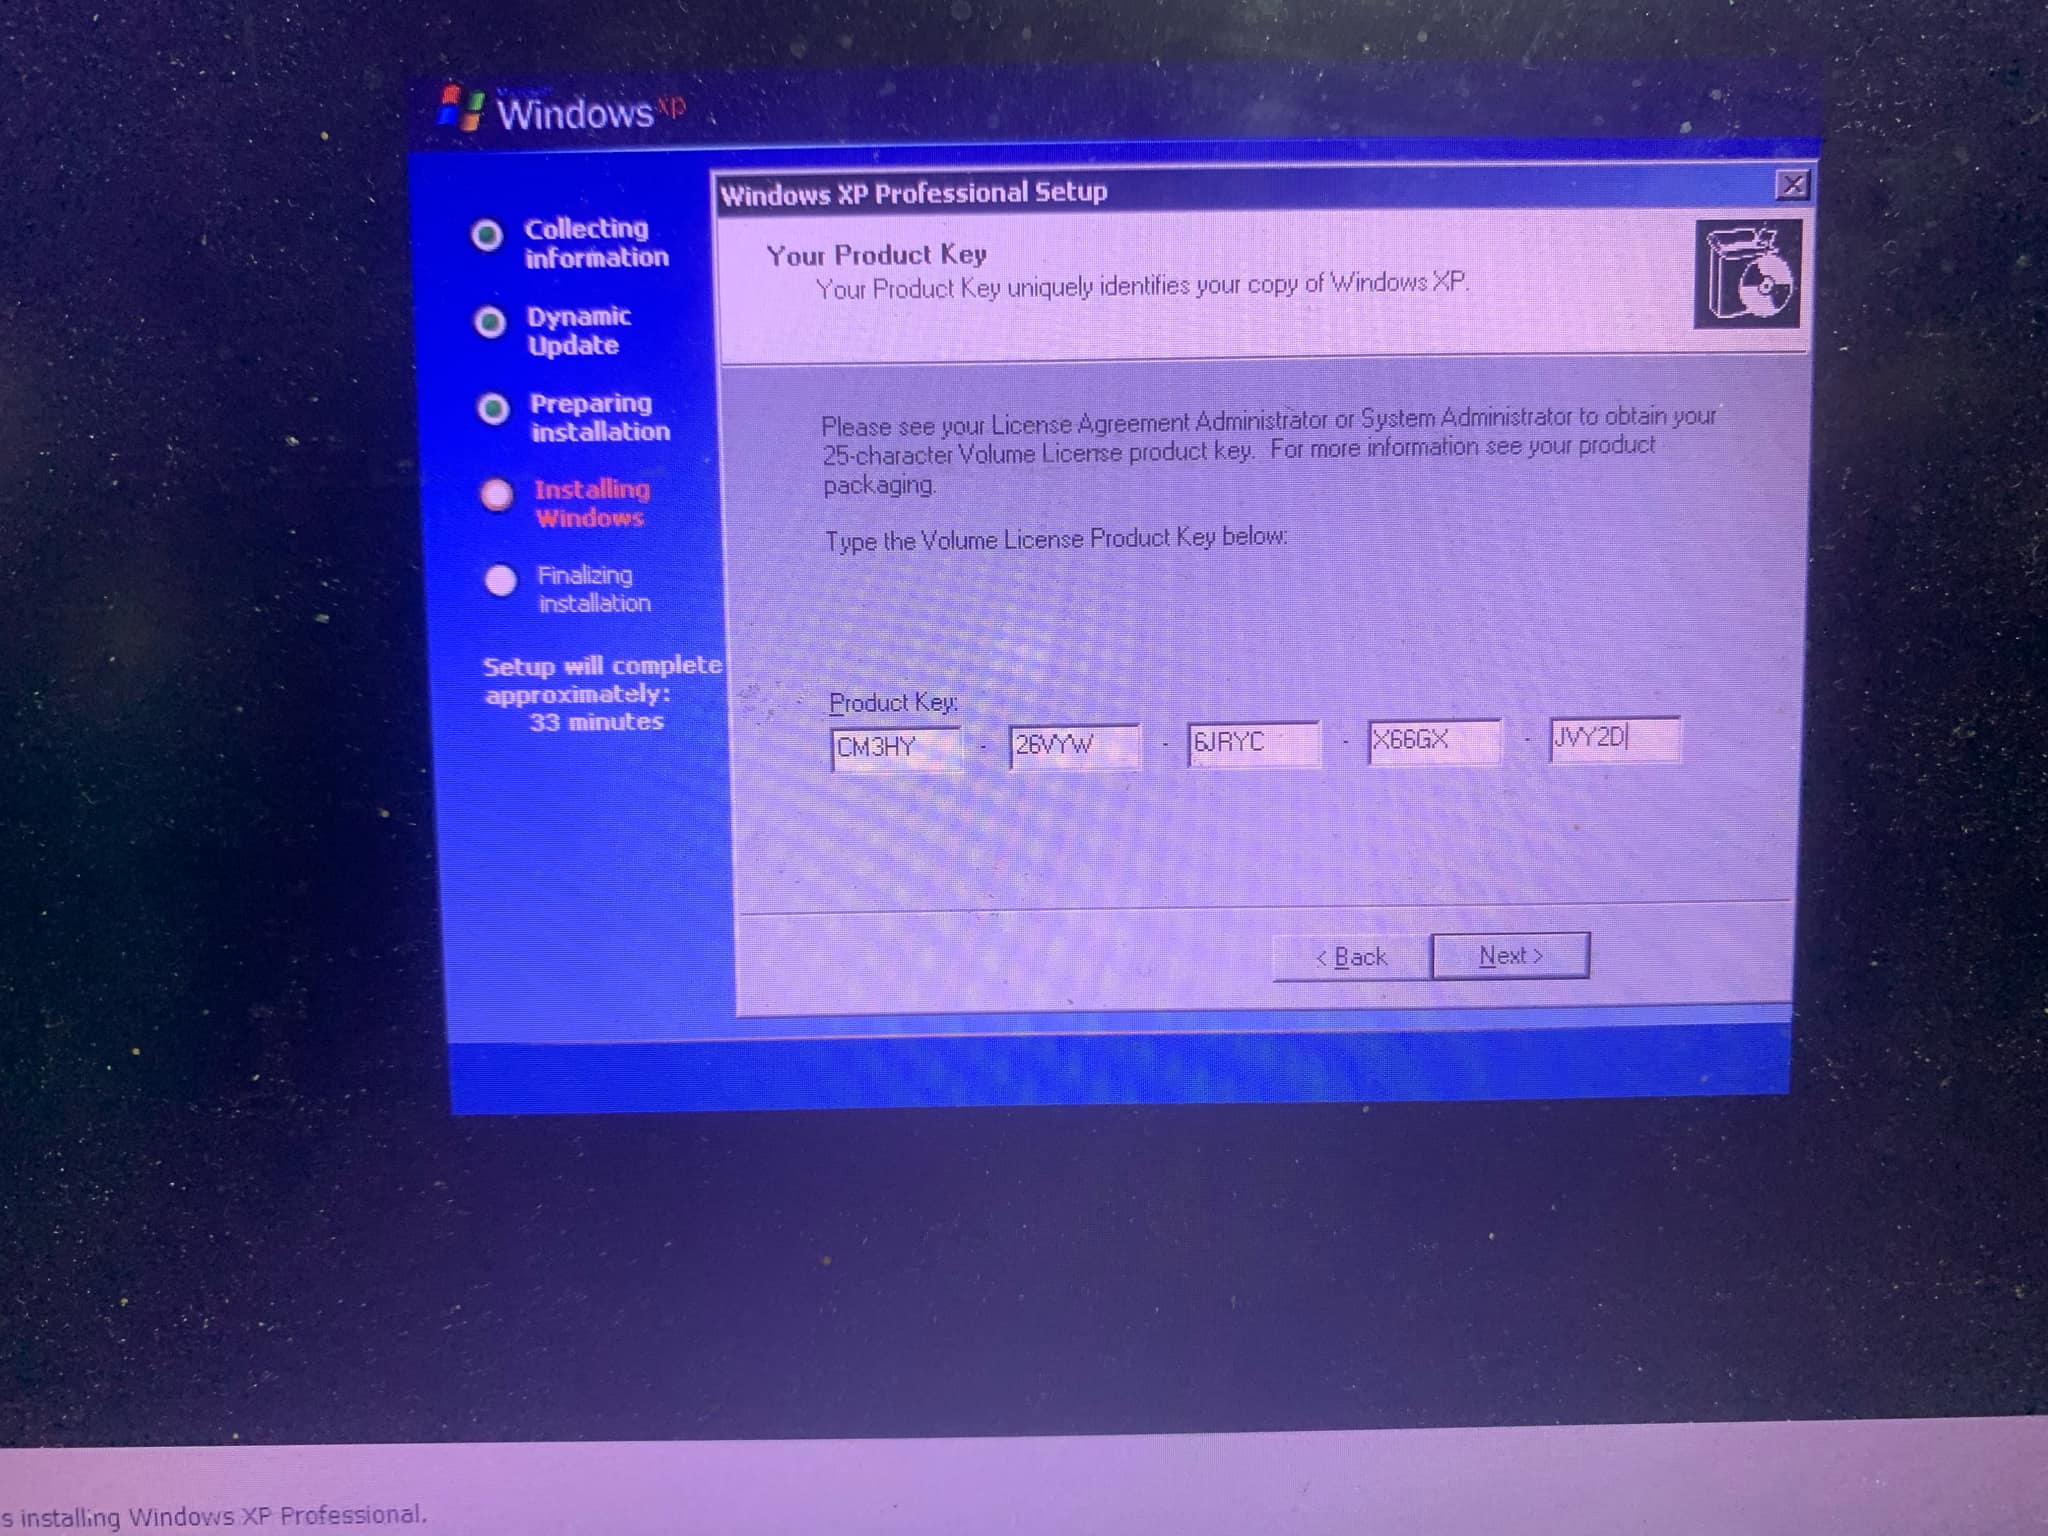 Microsoft
Windows xp
Windows XP Professional Setup
Collecting
information
Dynamic
Update
Preparing
installation
Installing
Windows
Finalizing
installation
Setup will complete
approximately:
33 minutes
Your Product Key
Your Product Key uniquely identifies your copy of Windows XP.
Please see your License Agreement Administrator or System Administrator to obtain your
25-character Volume License product key. For more information see your product
packaging.
Type the Volume License Product Key below:
Product Key:
CM3HY - 26VYW - 6JRYC - X66GX - JVY2D
< Back Next >
s installing Windows XP Professional.